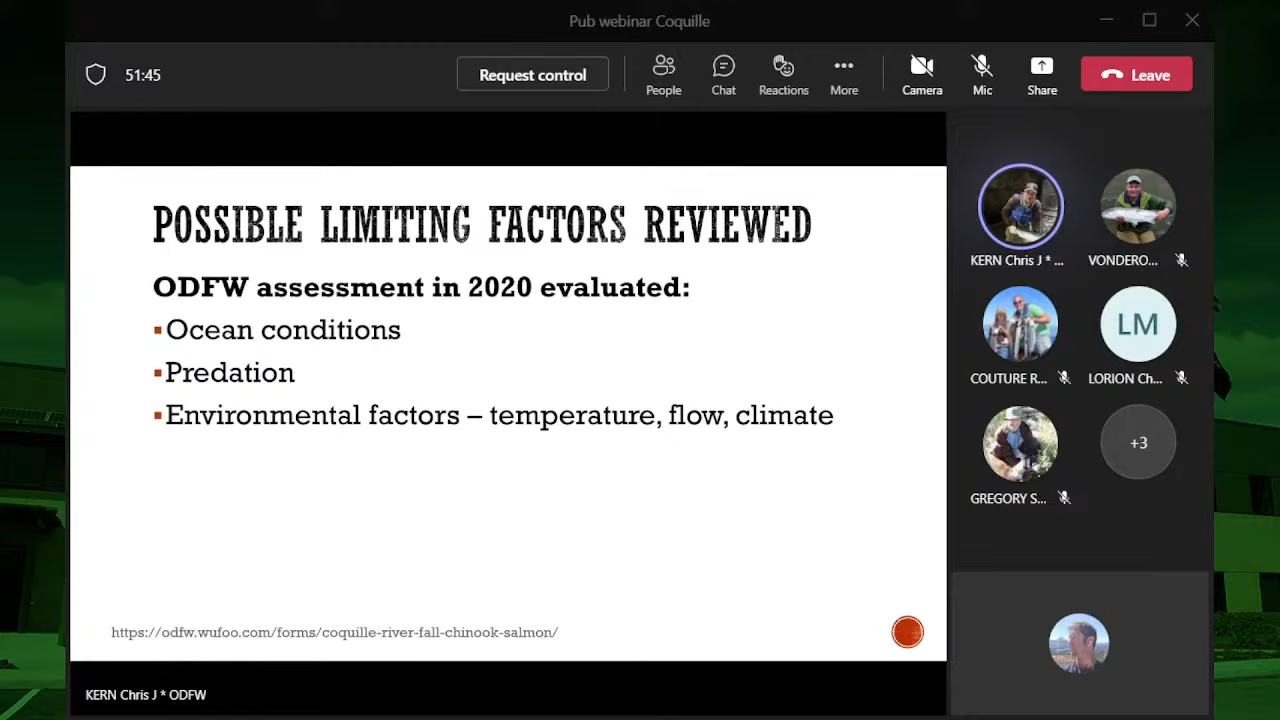 Pub webinar Coquille
51:45
Request control
People
Chat
Reactions
More
Camera
Mic
Share
Leave
POSSIBLE LIMITING FACTORS REVIEWED
ODFW assessment in 2020 evaluated:
▪Ocean conditions
▪Predation
▪Environmental factors – temperature, flow, climate
https://odfw.wufoo.com/forms/coquille-river-fall-chinook-salmon/
KERN Chris J * ODFW
KERN Chris J * ...
VONDERO...
COUTURE R...
LM
LORION Ch...
GREGORY S...
+3